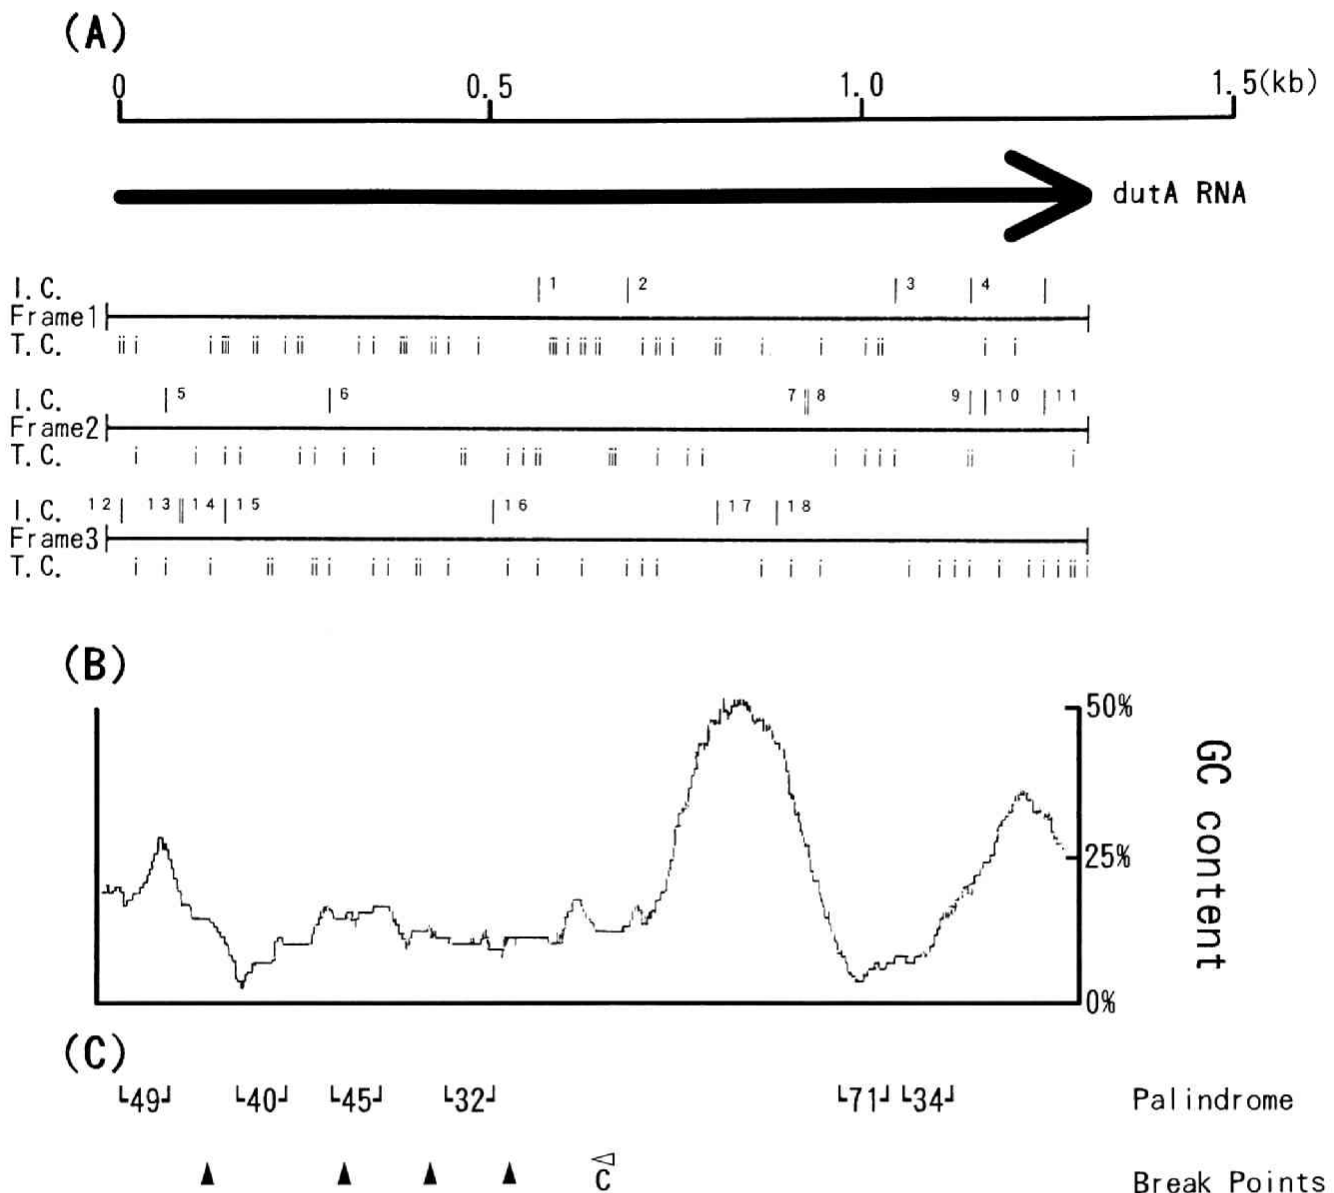 (A)
0 0.5 1.0 1.5(kb)
dutA RNA
I.C. 1 2 3 4
Frame1
T.C.
I.C. 5 6 7 8 9 10 11
Frame2
T.C.
I.C. 12 13 14 15 16 17 18
Frame3
T.C.
(B)
50%
25%
0%
GC content
(C)
49 40 45 32 71 34 Palindrome
C Break Points